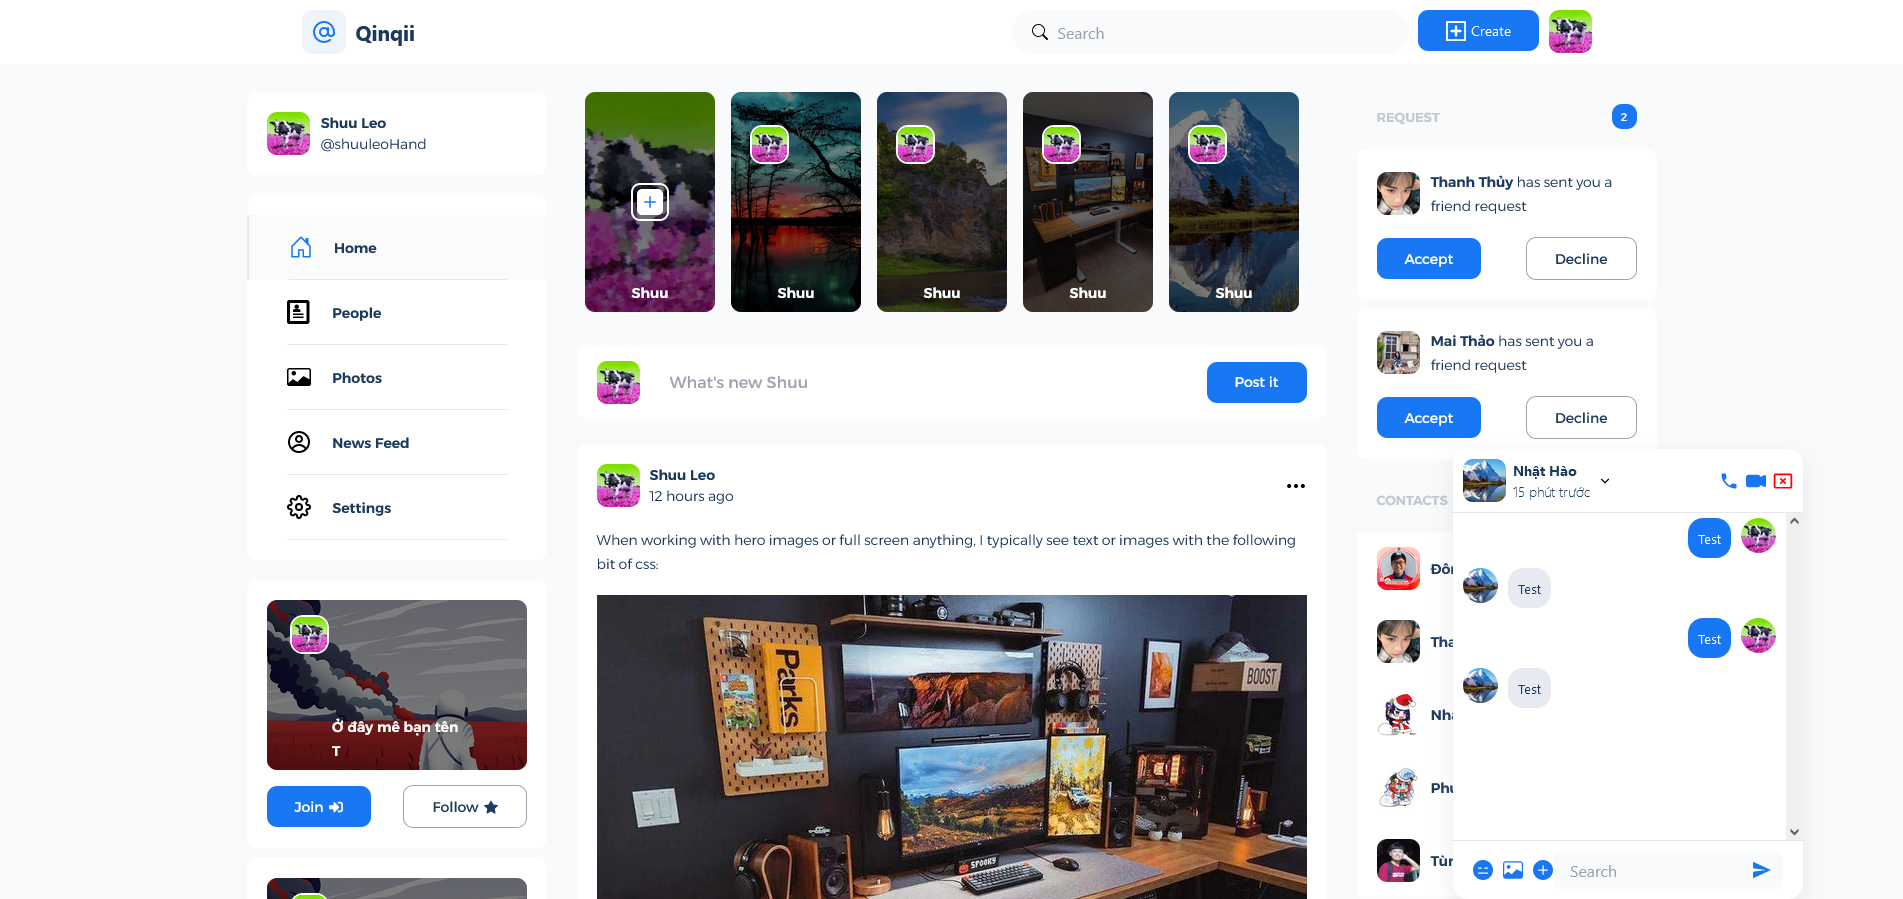 Qinqii
Search
Create
Shuu Leo
@shuuleoHand
Home
People
Photos
News Feed
Settings
Ở đây mê bạn tên
T
Join
Follow
Shuu
Shuu
Shuu
Shuu
Shuu
What's new Shuu
Post it
Shuu Leo
12 hours ago
When working with hero images or full screen anything, I typically see text or images with the following
bit of css:
Parks
BOOST
SPOOKY
REQUEST
2
Thanh Thủy has sent you a
friend request
Accept
Decline
Mai Thảo has sent you a
friend request
Accept
Decline
CONTACTS
Đôn
Tha
Nhậ
Phu
Tùn
Nhật Hào
15 phút trước
Test
Test
Test
Test
Search